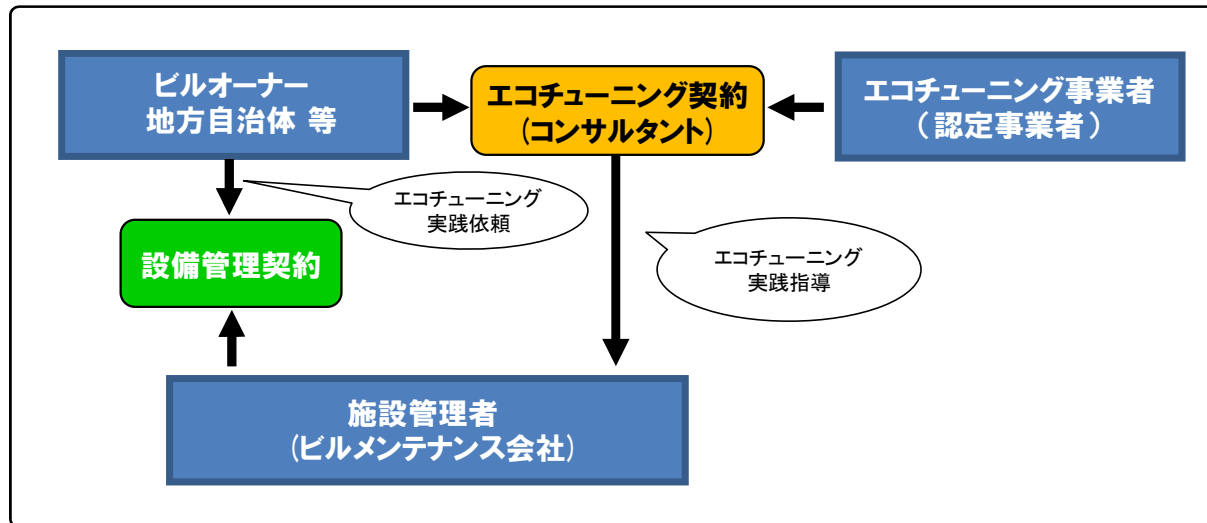 ビルオーナー
地方自治体 等
エコチューニング契約
(コンサルタント)
エコチューニング事業者
(認定事業者)
エコチューニング
実践依頼
設備管理契約
エコチューニング
実践指導
施設管理者
(ビルメンテナンス会社)